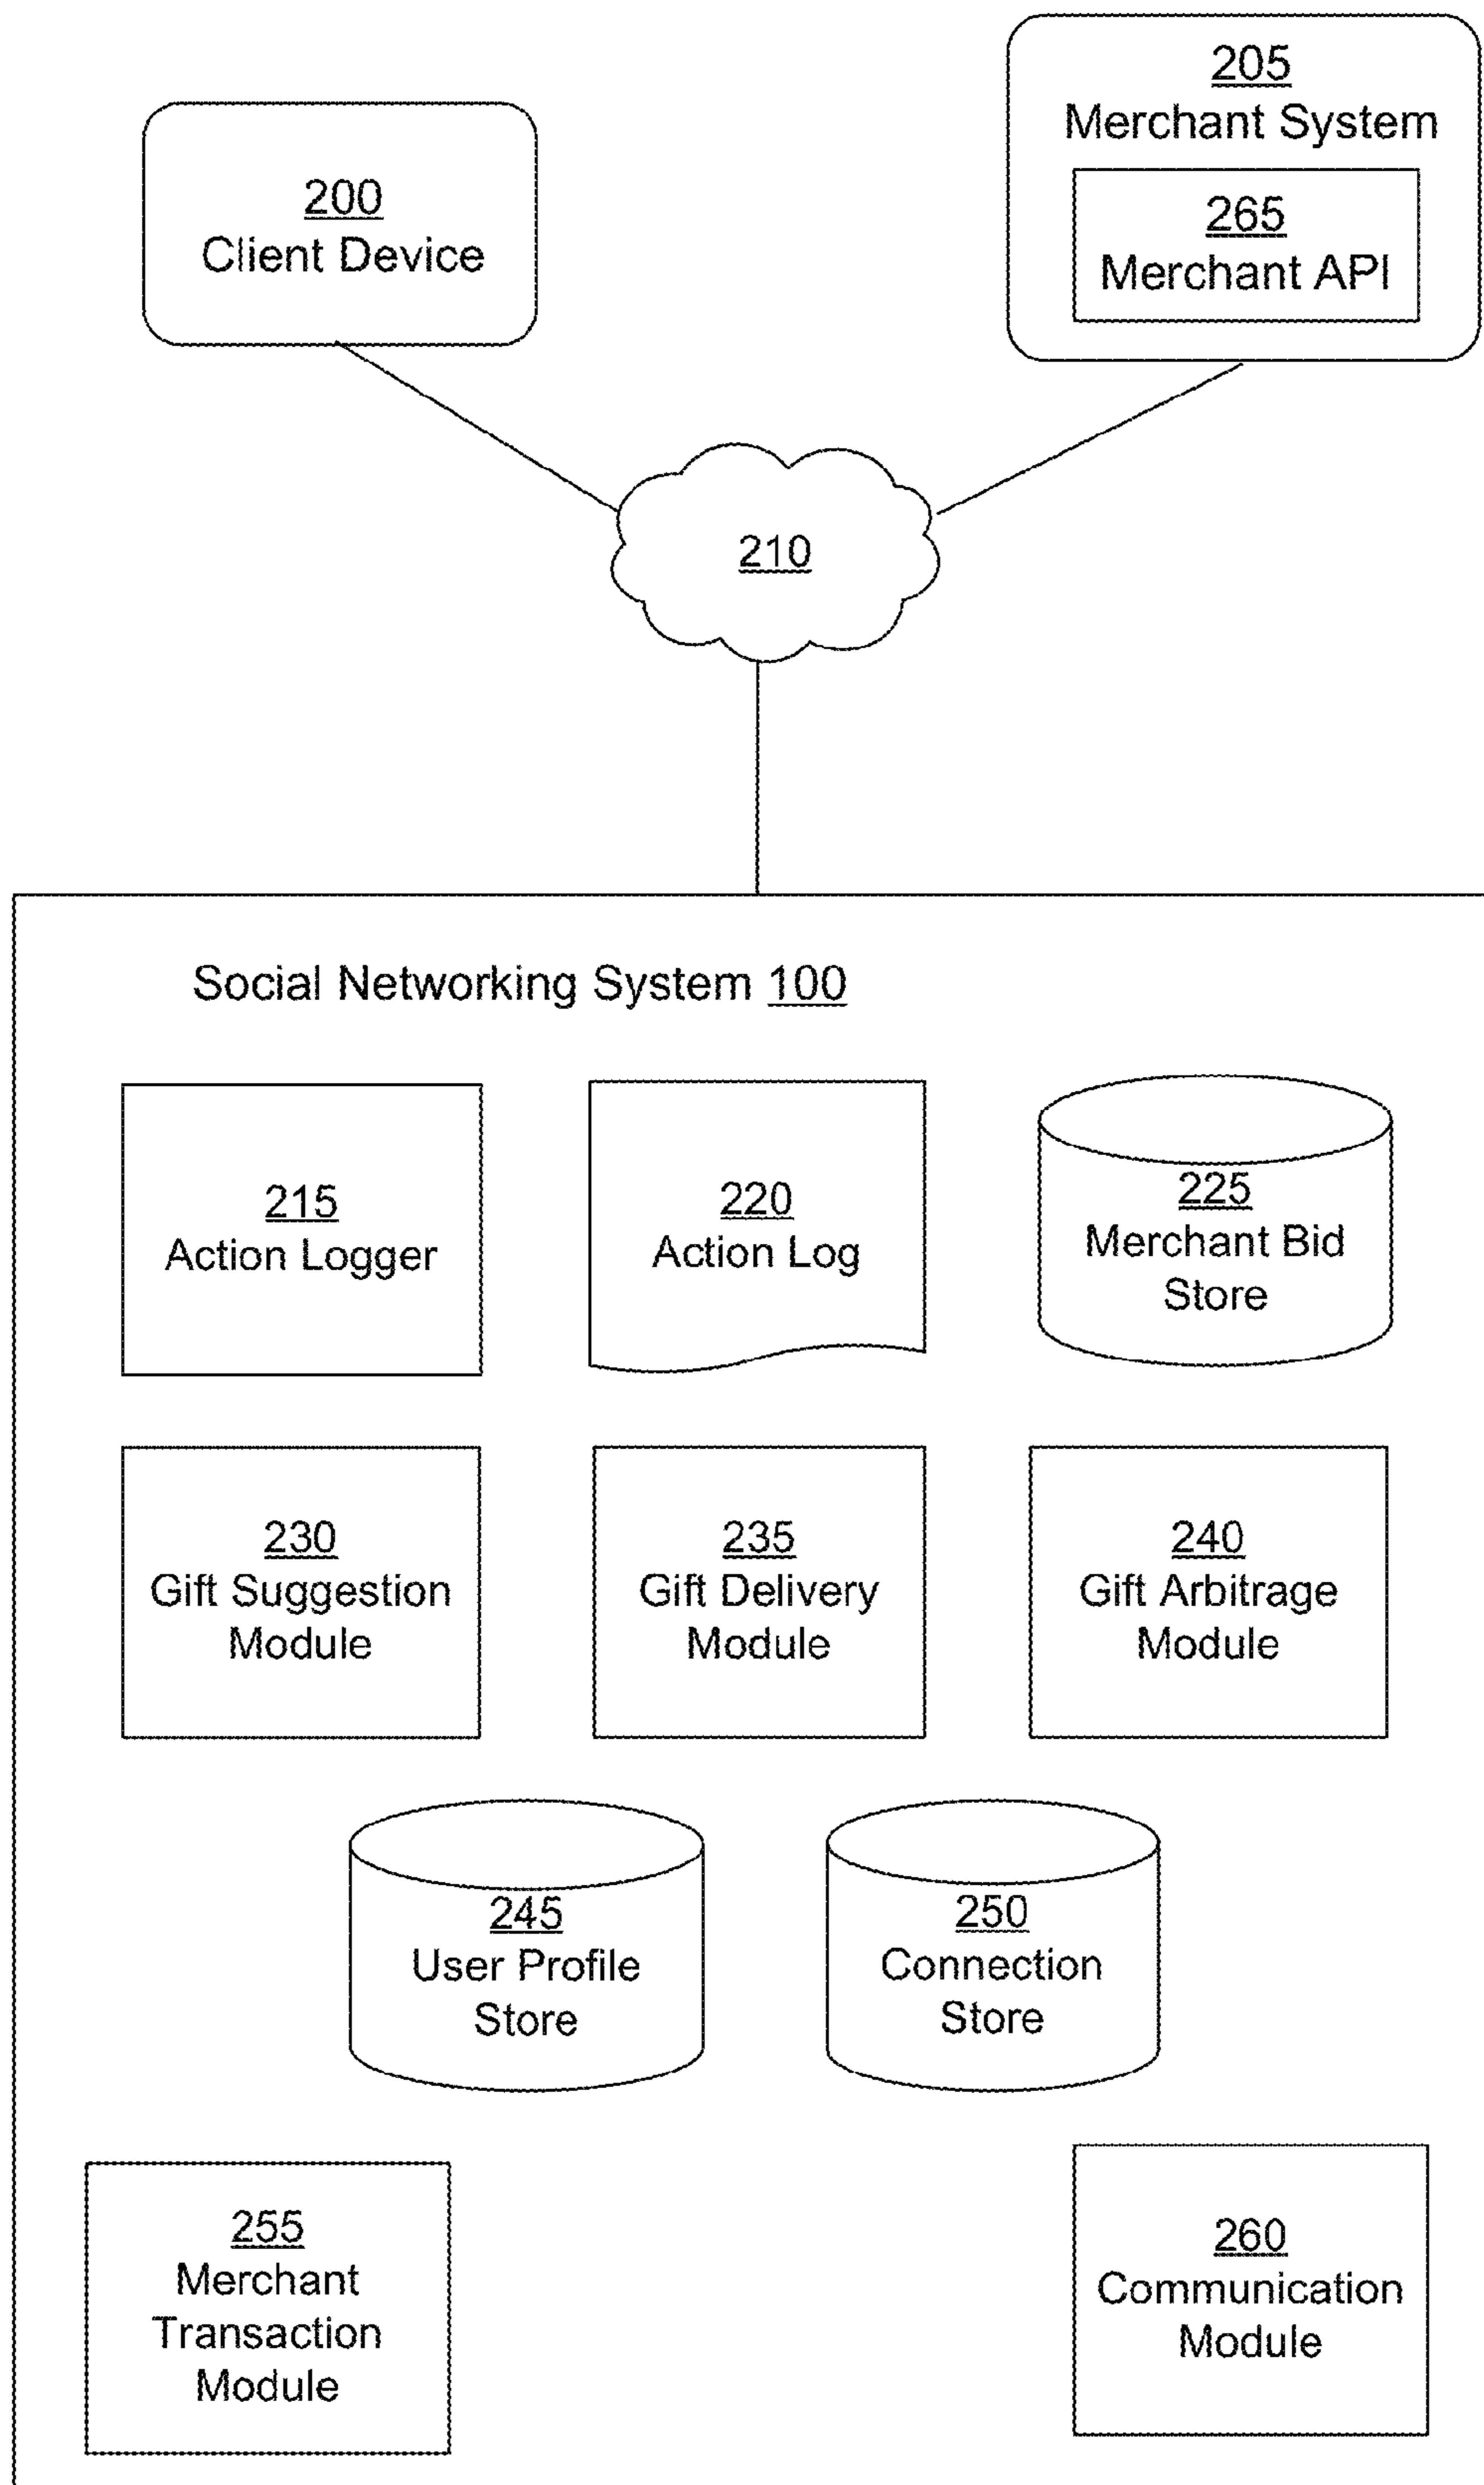 205
Merchant System
200
Client Device
265
Merchant API
210
Social Networking System 100
215
Action Logger
220
Action Log
225
Merchant Bid
Store
230
Gift Suggestion
Module
235
Gift Delivery
Module
240
Gift Arbitrage
Module
245
User Profile
Store
250
Connection
Store
255
Merchant
Transaction
Module
260
Communication
Module